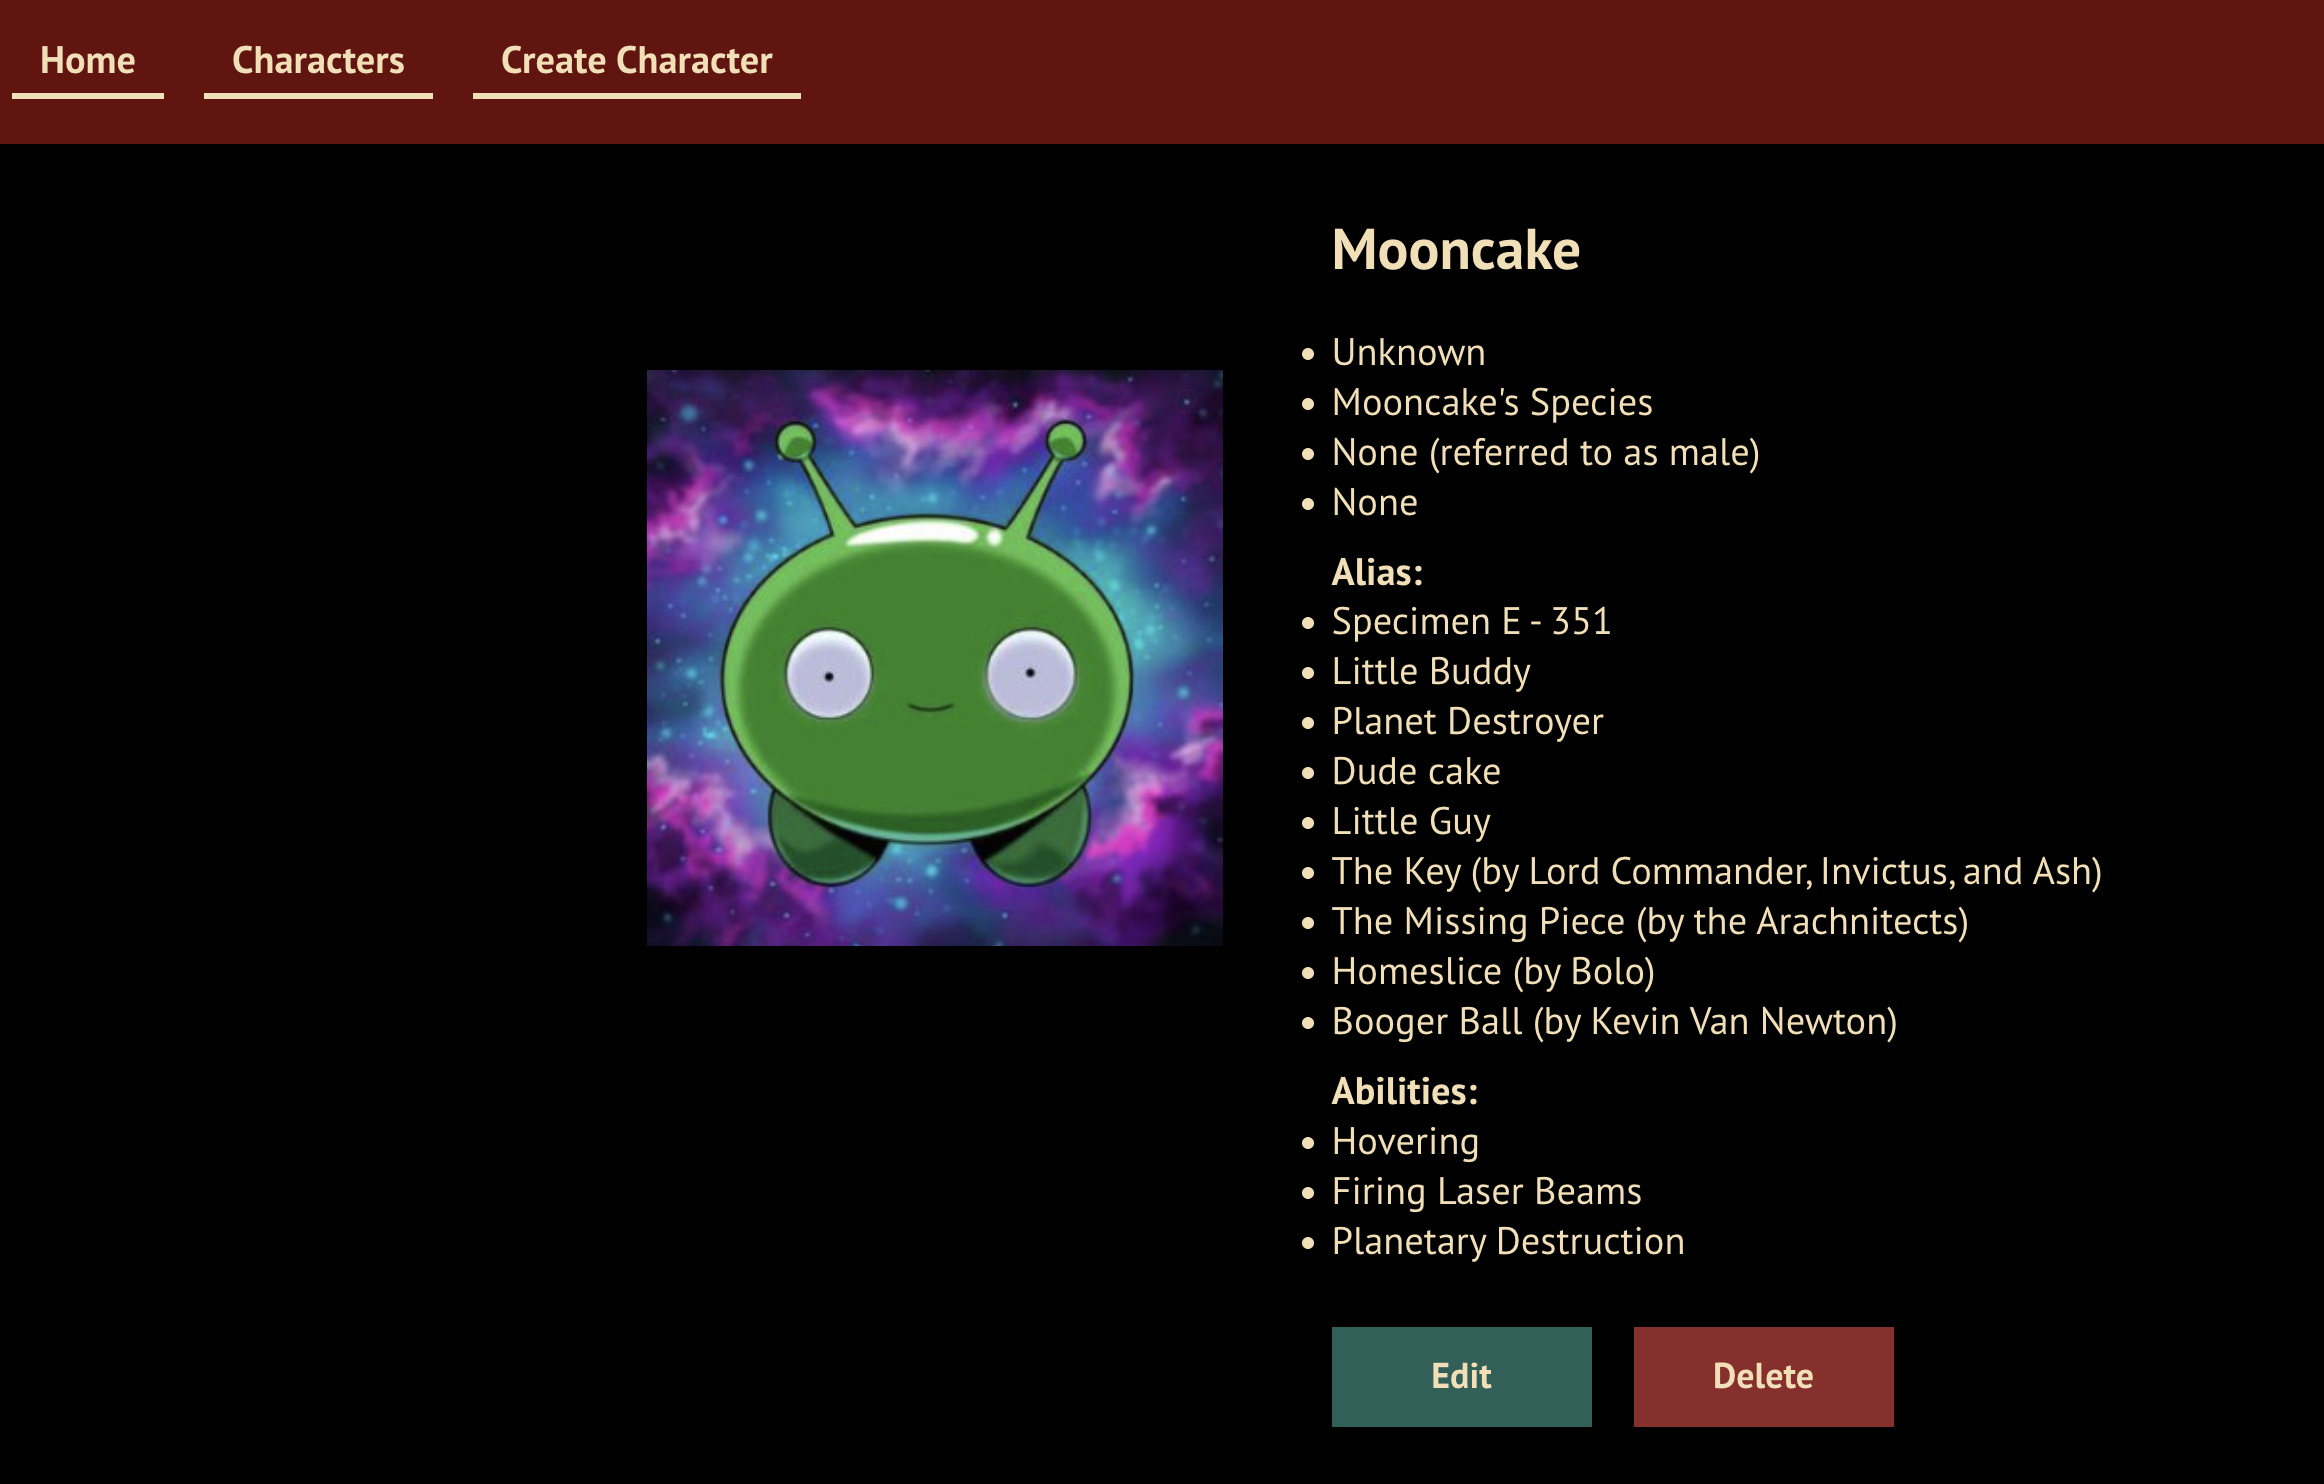 Home Characters Create Character
Mooncake
Unknown
Mooncake's Species
None (referred to as male)
None
Alias:
Specimen E - 351
Little Buddy
Planet Destroyer
Dude cake
Little Guy
The Key (by Lord Commander, Invictus, and Ash)
The Missing Piece (by the Arachnitects)
Homeslice (by Bolo)
Booger Ball (by Kevin Van Newton)
Abilities:
Hovering
Firing Laser Beams
Planetary Destruction
Edit Delete